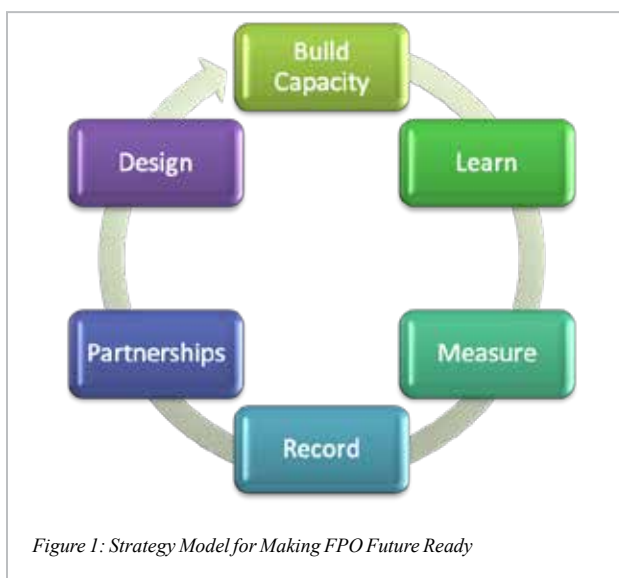 Build
Capacity
Learn
Measure
Record
Partnerships
Design
Figure 1: Strategy Model for Making FPO Future Ready